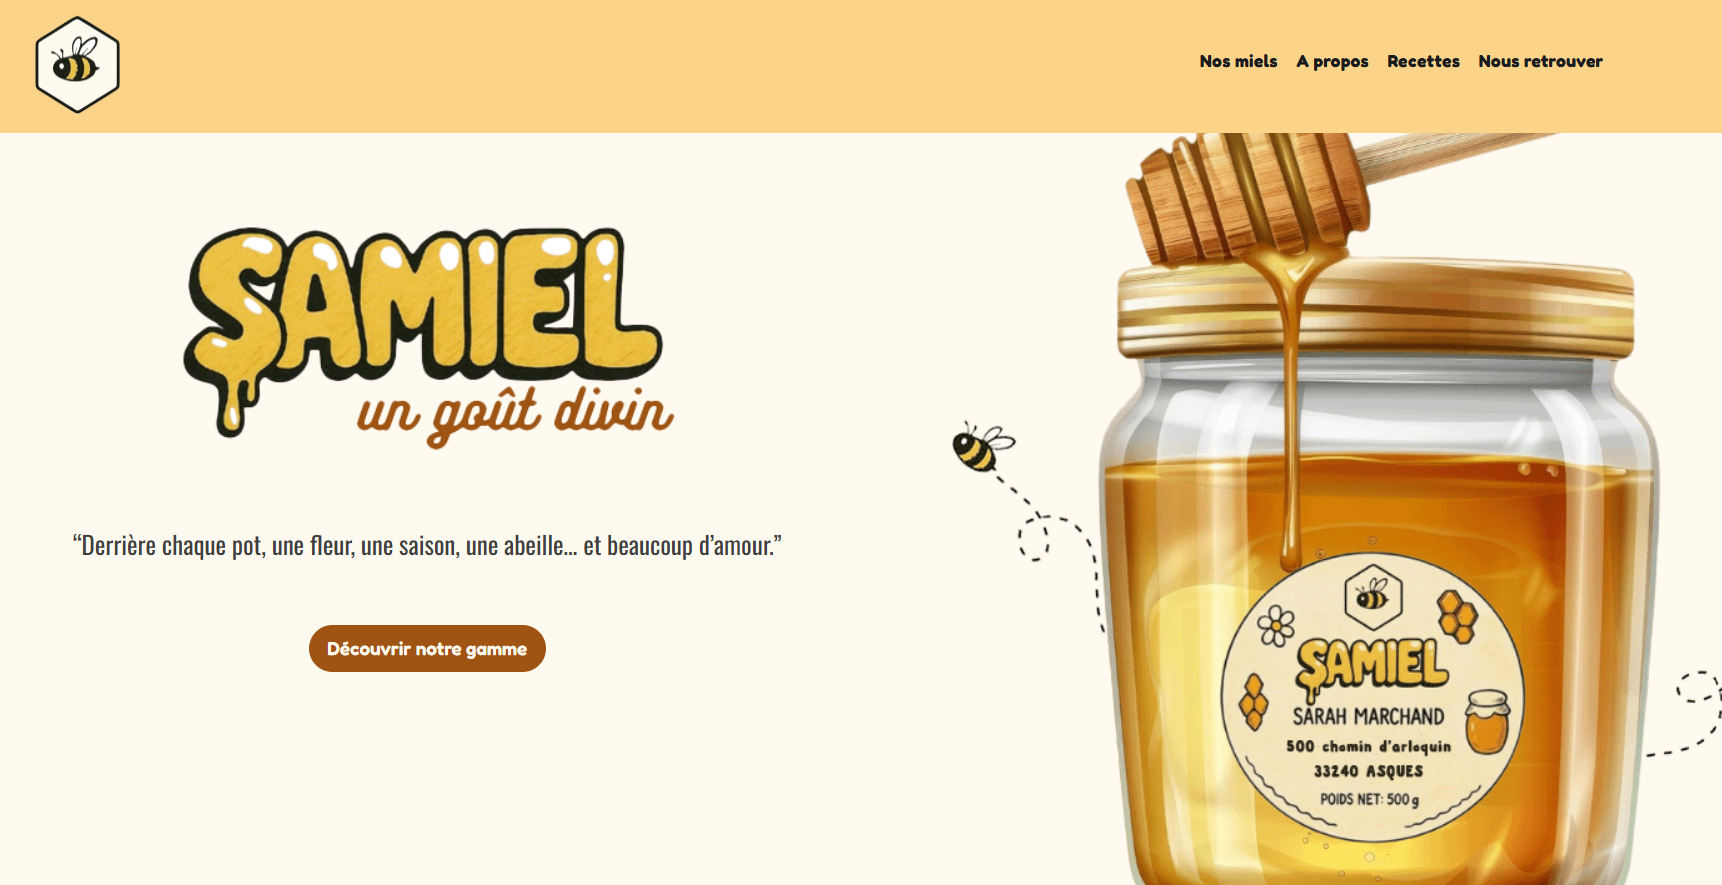 Nos miels A propos Recettes Nous retrouver
SAMIEL
un goût divin
“Derrière chaque pot, une fleur, une saison, une abeille... et beaucoup d’amour.”
Découvrir notre gamme
SAMIEL
SARAH MARCHAND
500 chemin d’arlequin
33240 ASQUES
POIDS NET: 500 g